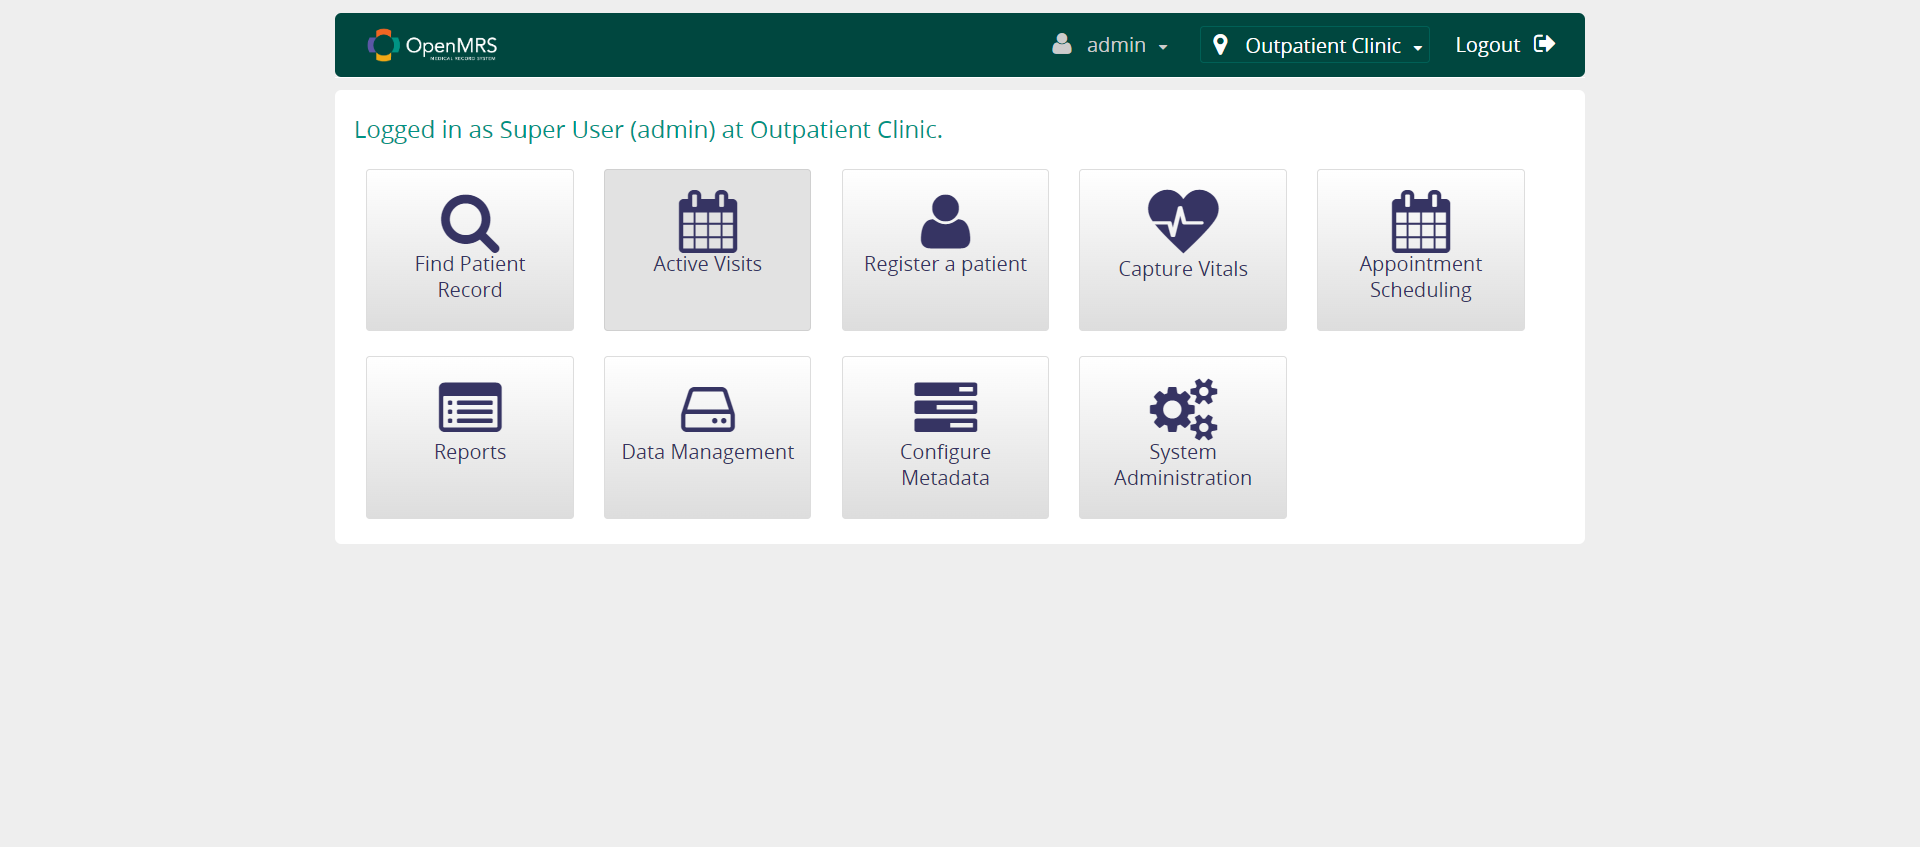 OpenMRS
MEDICAL RECORD SYSTEM
admin
Outpatient Clinic
Logout
Logged in as Super User (admin) at Outpatient Clinic.
Find Patient
Record
Active Visits
Register a patient
Capture Vitals
Appointment
Scheduling
Reports
Data Management
Configure
Metadata
System
Administration